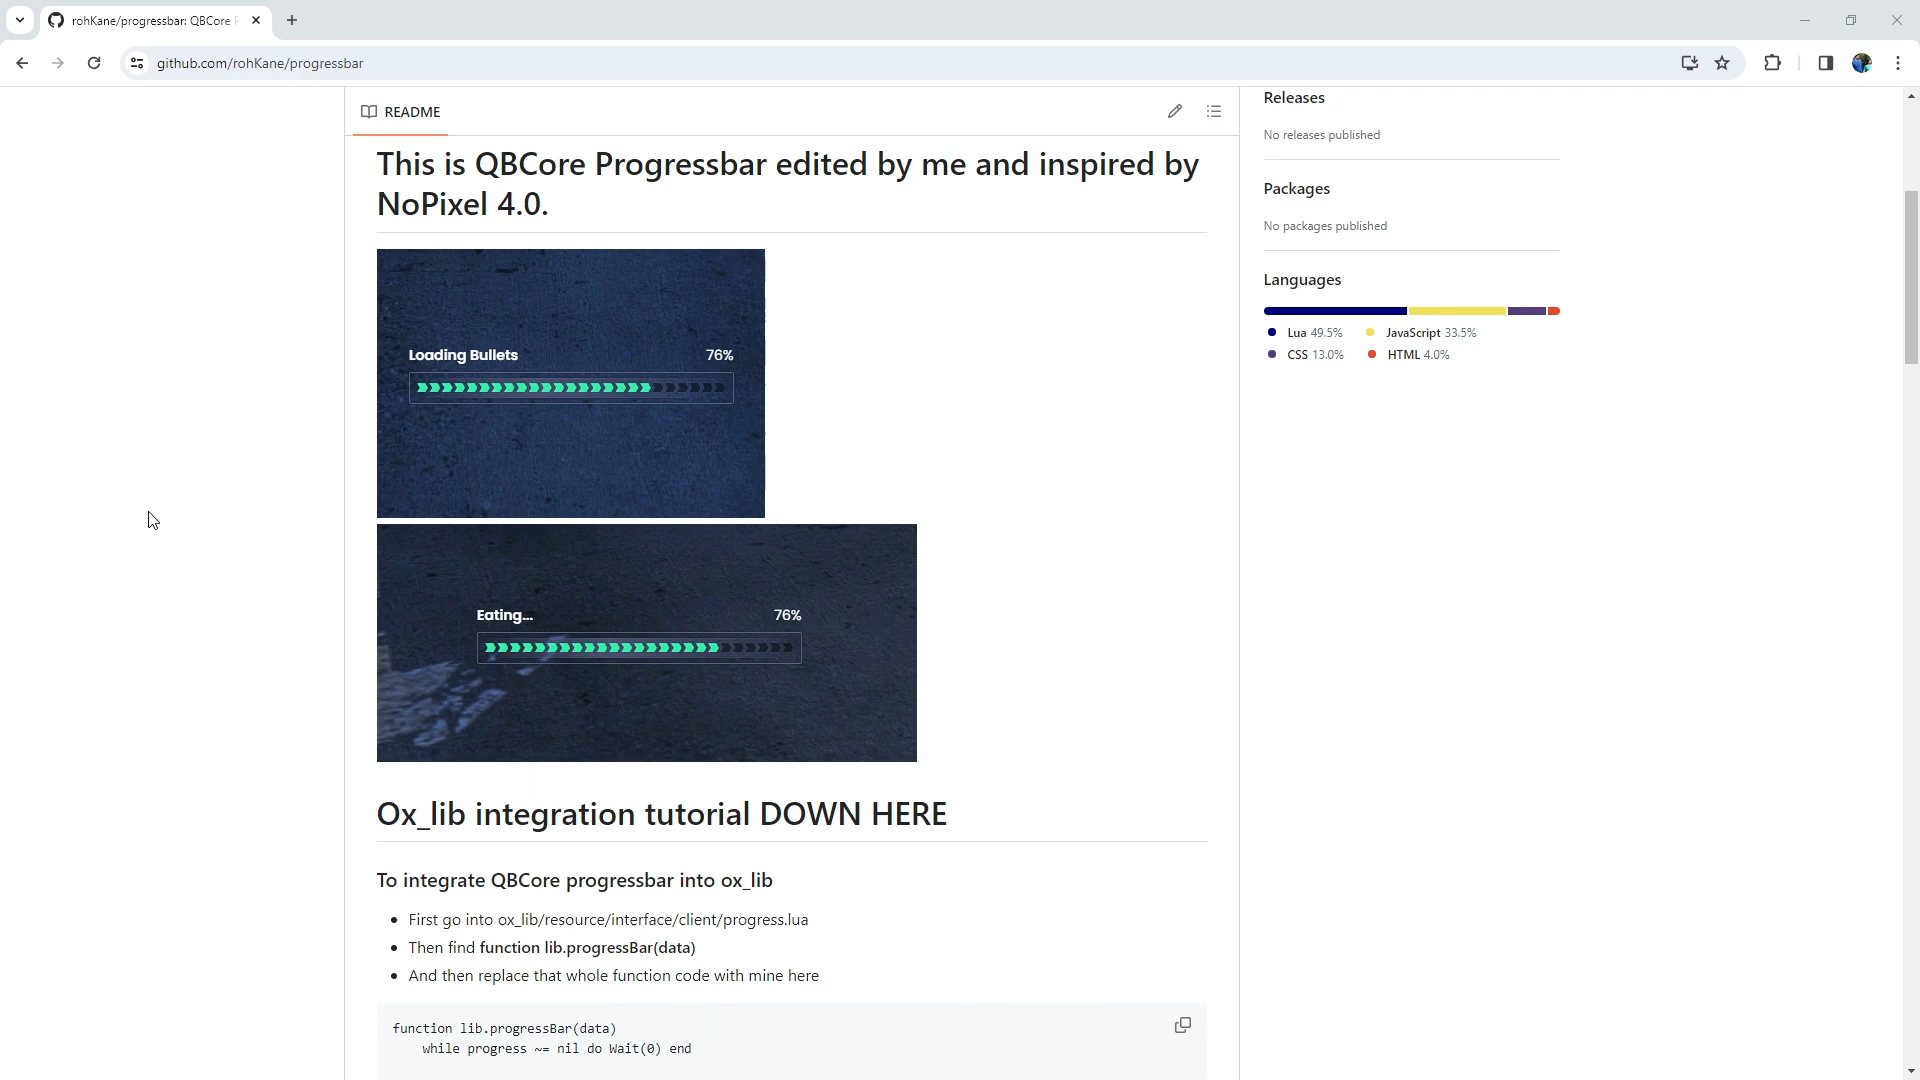 rohKane/progressbar: QBCore P
github.com/rohKane/progressbar
README
This is QBCore Progressbar edited by me and inspired by
NoPixel 4.0.
Loading Bullets 76%
Eating... 76%
Ox_lib integration tutorial DOWN HERE
To integrate QBCore progressbar into ox_lib
First go into ox_lib/resource/interface/client/progress.lua
Then find function lib.progressBar(data)
And then replace that whole function code with mine here
function lib.progressBar(data)
while progress ~= nil do Wait(0) end
Releases
No releases published
Packages
No packages published
Languages
Lua 49.5% JavaScript 33.5%
CSS 13.0% HTML 4.0%